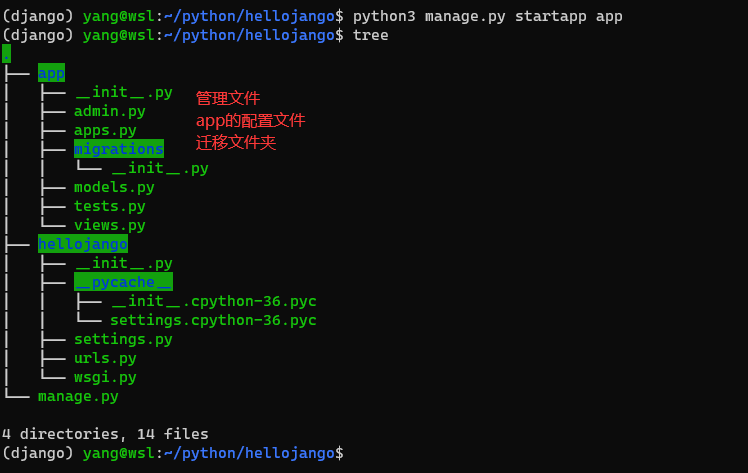 (django) yang@wsl:~/python/hellojango$ python3 manage.py startapp app
(django) yang@wsl:~/python/hellojango$ tree
.
├── app
│   ├── __init__.py 管理文件
│   ├── admin.py app的配置文件
│   ├── apps.py 迁移文件夹
│   ├── migrations
│   │   └── __init__.py
│   ├── models.py
│   ├── tests.py
│   └── views.py
├── hellojango
│   ├── __init__.py
│   ├── __pycache__
│   │   ├── __init__.cpython-36.pyc
│   │   └── settings.cpython-36.pyc
│   ├── settings.py
│   ├── urls.py
│   └── wsgi.py
└── manage.py
4 directories, 14 files
(django) yang@wsl:~/python/hellojango$